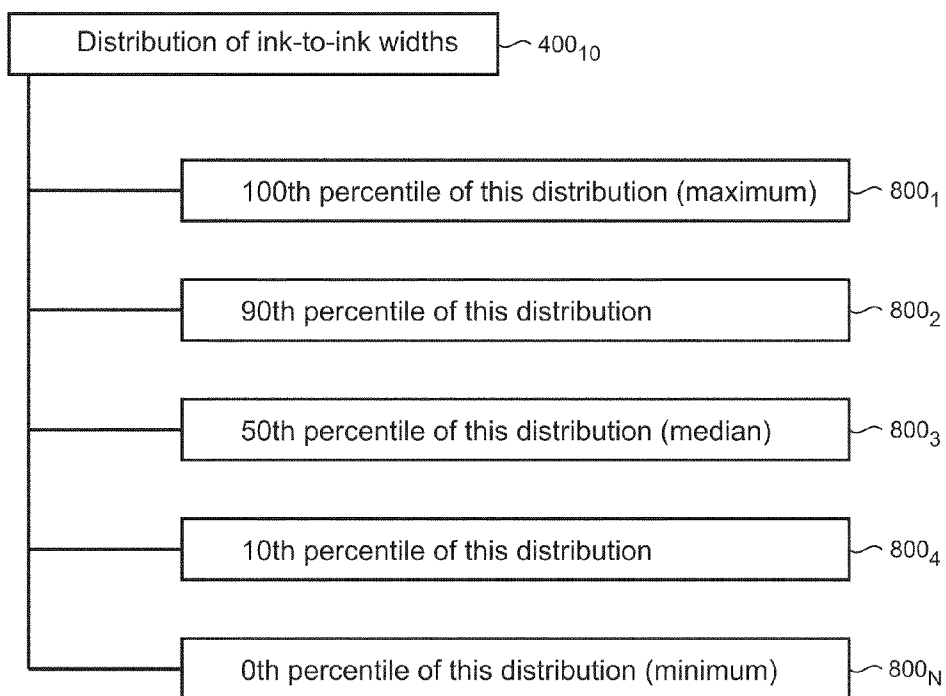 Distribution of ink-to-ink widths 400₁₀
100th percentile of this distribution (maximum) 800₁
90th percentile of this distribution 800₂
50th percentile of this distribution (median) 800₃
10th percentile of this distribution 800₄
0th percentile of this distribution (minimum) 800_N